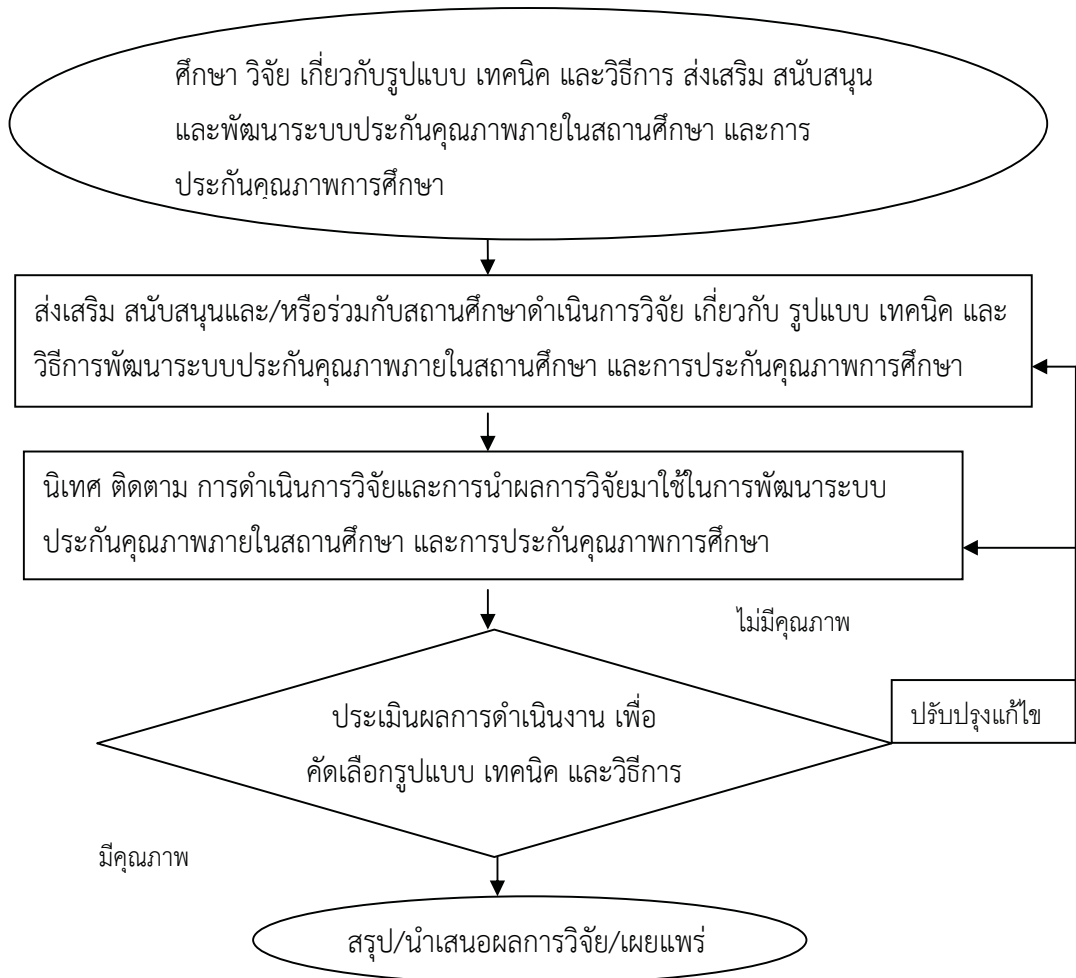 ศึกษา วิจัย เกี่ยวกับรูปแบบ เทคนิค และวิธีการ ส่งเสริม สนับสนุน
และพัฒนาระบบประกันคุณภาพภายในสถานศึกษา และการ
ประกันคุณภาพการศึกษา
ส่งเสริม สนับสนุนและ/หรือร่วมกับสถานศึกษาดำเนินการวิจัย เกี่ยวกับ รูปแบบ เทคนิค และ
วิธีการพัฒนาระบบประกันคุณภาพภายในสถานศึกษา และการประกันคุณภาพการศึกษา
นิเทศ ติดตาม การดำเนินการวิจัยและการนำผลการวิจัยมาใช้ในการพัฒนาระบบ
ประกันคุณภาพภายในสถานศึกษา และการประกันคุณภาพการศึกษา
ไม่มีคุณภาพ
ประเมินผลการดำเนินงาน เพื่อ
คัดเลือกรูปแบบ เทคนิค และวิธีการ
ปรับปรุงแก้ไข
มีคุณภาพ
สรุป/นำเสนอผลการวิจัย/เผยแพร่